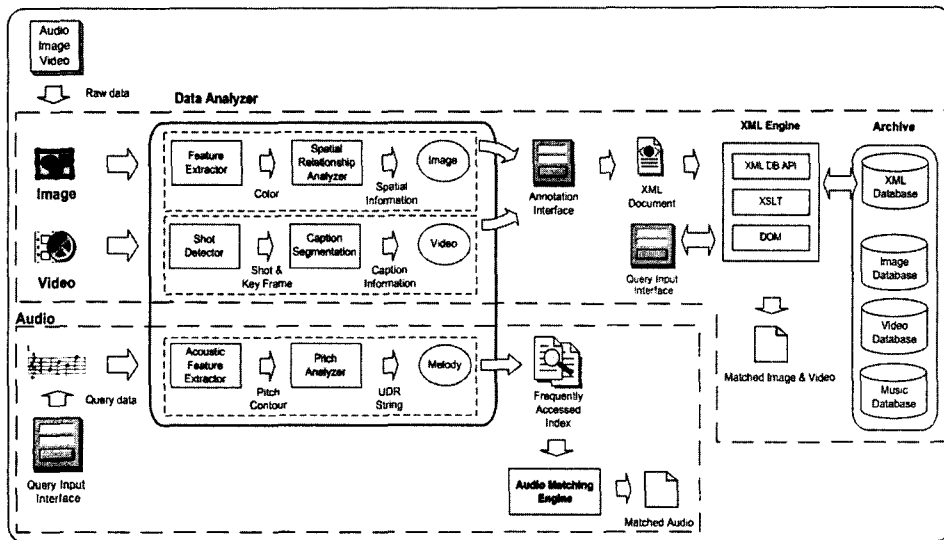 Audio
Image
Video
Raw data
Data Analyzer
Image
Feature
Extractor
Color
Spatial
Relationship
Analyzer
Spatial
Information
Image
Annotation
Interface
XML
Document
XML Engine
XML DB API
XSLT
DOM
Archive
XML
Database
Image
Database
Video
Database
Music
Database
Video
Shot
Detector
Shot &
Key Frame
Caption
Segmentation
Caption
Information
Video
Query Input
Interface
Matched Image & Video
Audio
Query data
Query Input
Interface
Acoustic
Feature
Extractor
Pitch
Contour
Pitch
Analyzer
UDR
String
Melody
Frequently
Accessed
Index
Audio Matching
Engine
Matched Audio